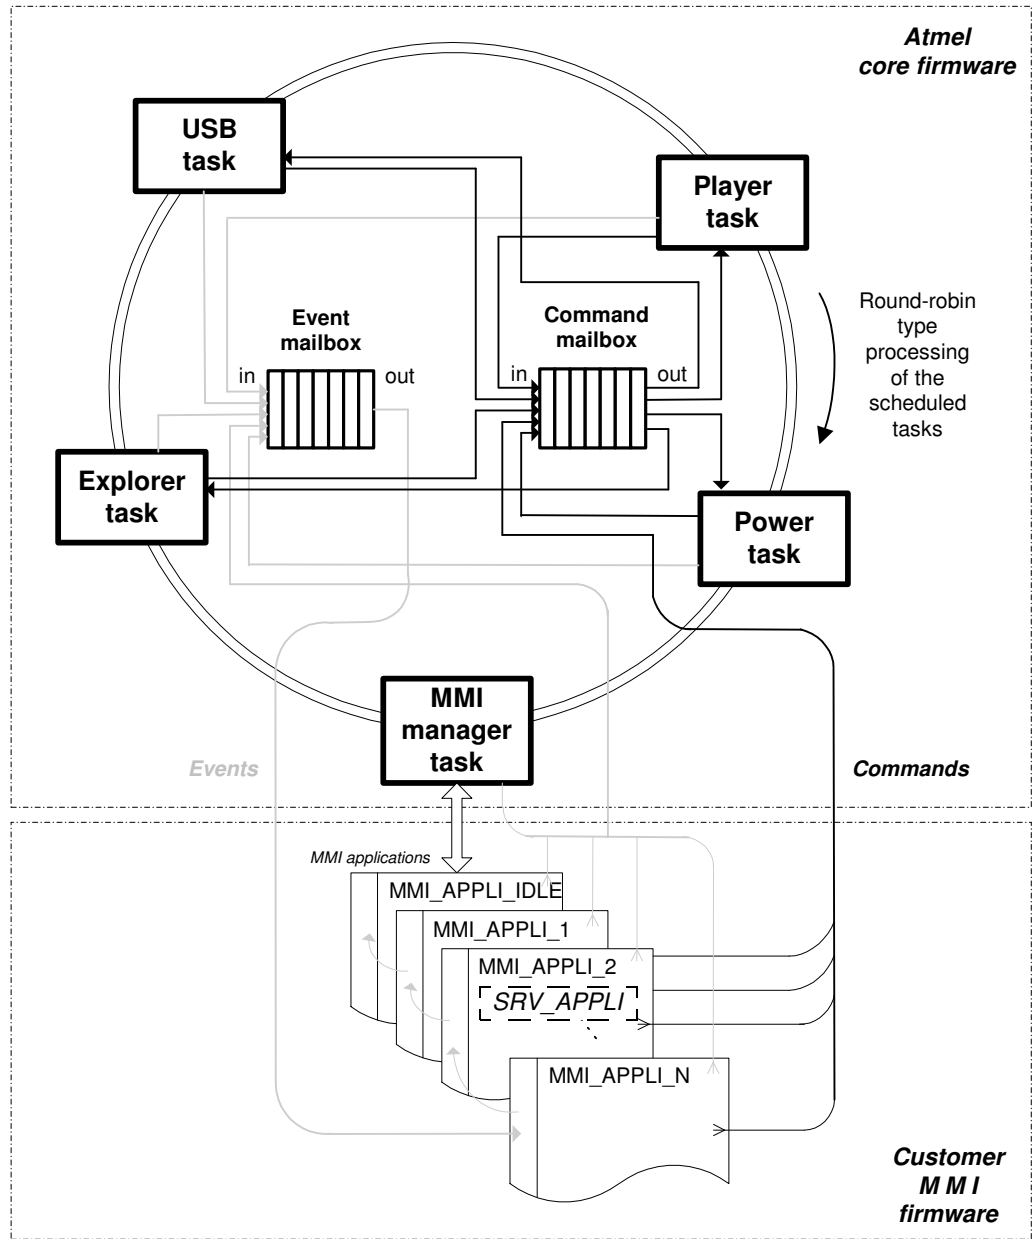 Atmel
core firmware
USB
task
Player
task
Round-robin
type
processing
of the
scheduled
tasks
Event
mailbox
in
out
Command
mailbox
in
out
Explorer
task
Power
task
MMI
manager
task
Events
Commands
MMI applications
MMI_APPLI_IDLE
MMI_APPLI_1
MMI_APPLI_2
SRV_APPLI
MMI_APPLI_N
Customer
M M I
firmware